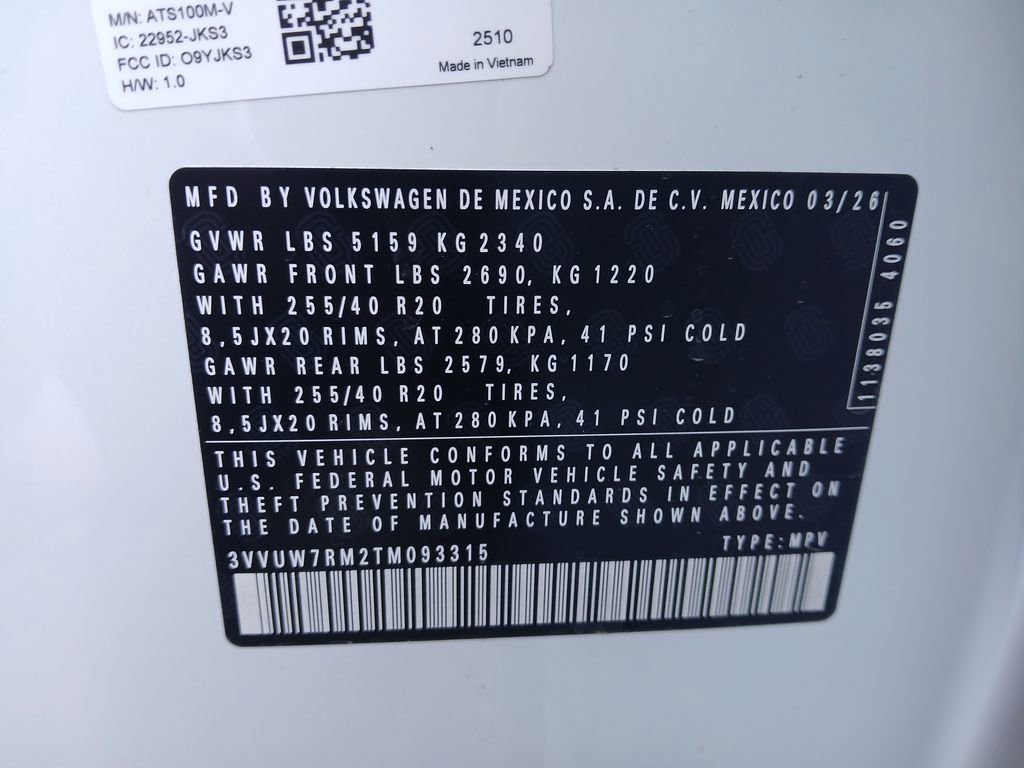 M/N: ATS100M-V
IC: 22952-JKS3
FCC ID: O9YJKS3
H/W: 1.0
2510
Made in Vietnam
MFD BY VOLKSWAGEN DE MEXICO S.A. DE C.V. MEXICO 03/26
GVWR LBS 5159 KG 2340
GAWR FRONT LBS 2690, KG 1220
WITH 255/40 R20 TIRES,
8,5JX20 RIMS, AT 280 KPA, 41 PSI COLD
GAWR REAR LBS 2579, KG 1170
WITH 255/40 R20 TIRES,
8,5JX20 RIMS, AT 280 KPA, 41 PSI COLD
1138035 4060
THIS VEHICLE CONFORMS TO ALL APPLICABLE
U.S. FEDERAL MOTOR VEHICLE SAFETY AND
THEFT PREVENTION STANDARDS IN EFFECT ON
THE DATE OF MANUFACTURE SHOWN ABOVE.
3VVUW7RM2TM093315
TYPE:MPV